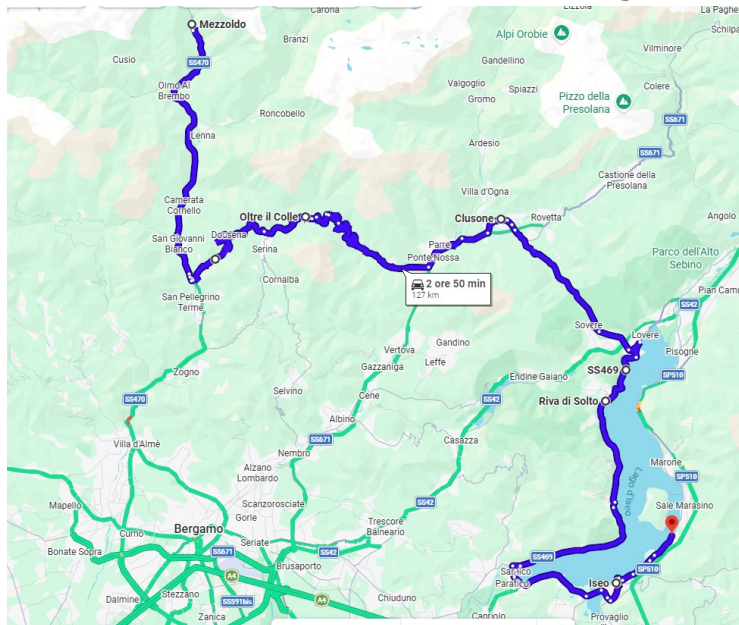 Carona
Lizzola
La Paghe
Mezzoldo
Branzi
Alpi Orobie
Schilpa
Vilminore
Cusio
SS470
Gandellino
Colere
Valgoglio
Spiazzi
Gromo
Pizzo della
Presolana
Olmo Al
Brembo
Roncobello
SS671
Lenna
Ardesio
SS671
Castione della
Presolana
Villa d'Ogna
Camerata
Cornello
Oltre il Colle
Clusone
Rovetta
Angolo
San Giovanni
Bianco
Dossena
Serina
Parre
Ponte Nossa
Parco dell'Alto
Sebino
Cornalba
2 ore 50 min
127 km
Pian Camu
San Pellegrino
Terme
SS42
Sovere
Lovere
Vertova
Gandino
Pisogne
Leffe
Gazzaniga
Zogno
Endine Gaiano
SS469
SP510
Selvino
Cene
SS42
Riva di Solto
SS470
Albino
SS671
Casazza
Villa d'Almè
Nembro
Marone
Alzano
Lombardo
SP510
Lago d'Iseo
Mapello
Scanzorosciate
SS42
Sale Marasino
Gorle
Trescore
Balneario
Curno
Bergamo
Seriate
Bonate Sopra
SS671
SS42
SS469
Brusaporto
Sarnico
SP510
A4
Paratico
Iseo
Stezzano
A4
Dalmine
SS591bis
Chiuduno
Zanica
Capriolo
Provaglio